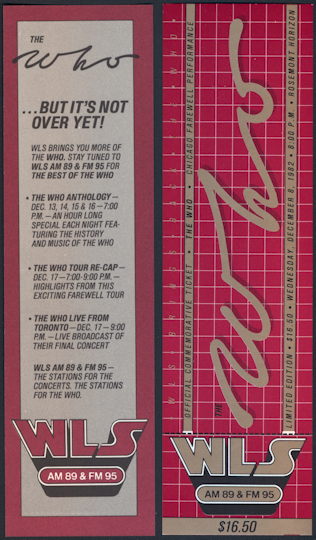 THE
who
...BUT IT'S NOT
OVER YET!
WLS BRINGS YOU MORE OF
THE WHO. STAY TUNED TO
WLS AM 89 & FM 95 FOR
THE BEST OF THE WHO
• THE WHO ANTHOLOGY—
DEC. 13, 14, 15 & 16—7:00
P.M.—AN HOUR LONG
SPECIAL EACH NIGHT FEA-
TURING THE HISTORY
AND MUSIC OF THE WHO
• THE WHO TOUR RE-CAP—
DEC. 17—7:00-9:00 P.M.—
HIGHLIGHTS FROM THIS
EXCITING FAREWELL TOUR
• THE WHO LIVE FROM
TORONTO—DEC. 17—9:00
P.M.—LIVE BROADCAST OF
THEIR FINAL CONCERT
WLS AM 89 & FM 95—
THE STATIONS FOR THE
CONCERTS. THE STATIONS
FOR THE WHO.
WLS
AM 89 & FM 95
WLS BRINGS BACK THE WHO
OFFICIAL COMMEMORATIVE TICKET • THE WHO • CHICAGO FAREWELL PERFORMANCE
THE
who
LIMITED EDITION • $16.50 • WEDNESDAY, DECEMBER 8, 1982 • 8:00 P.M. • ROSEMONT HORIZON
WLS
AM 89 & FM 95
$16.50